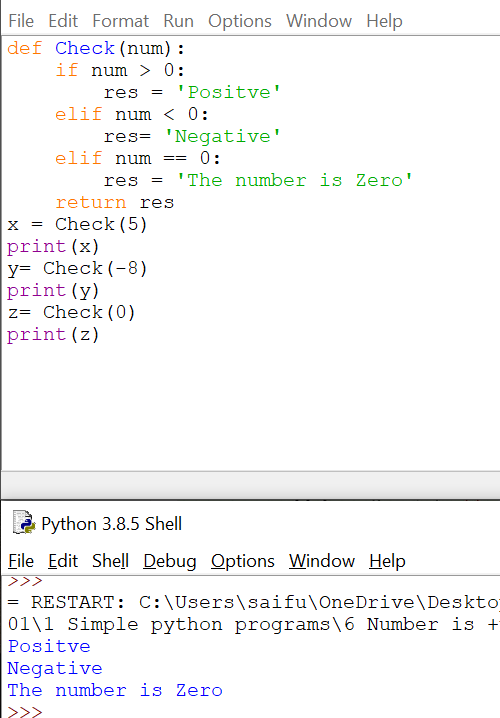 File Edit Format Run Options Window Help
def Check(num):
    if num > 0:
        res = 'Positve'
    elif num < 0:
        res= 'Negative'
    elif num == 0:
        res = 'The number is Zero'
    return res
x = Check(5)
print(x)
y= Check(-8)
print(y)
z= Check(0)
print(z)
Python 3.8.5 Shell
File Edit Shell Debug Options Window Help
>>>
= RESTART: C:\Users\saifu\OneDrive\Desktop
01\1 Simple python programs\6 Number is +
Positve
Negative
The number is Zero
>>>